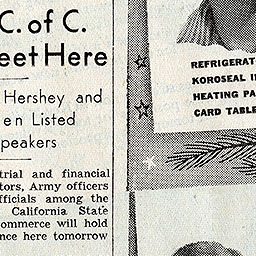 C. of C.
eet Here
Hershey and
en Listed
peakers
trial and financial
tors, Army officers
fficials among the
California State
ommerce will hold
nce here tomorrow
REFRIGERAT
KOROSEAL I
HEATING PA
CARD TABLE